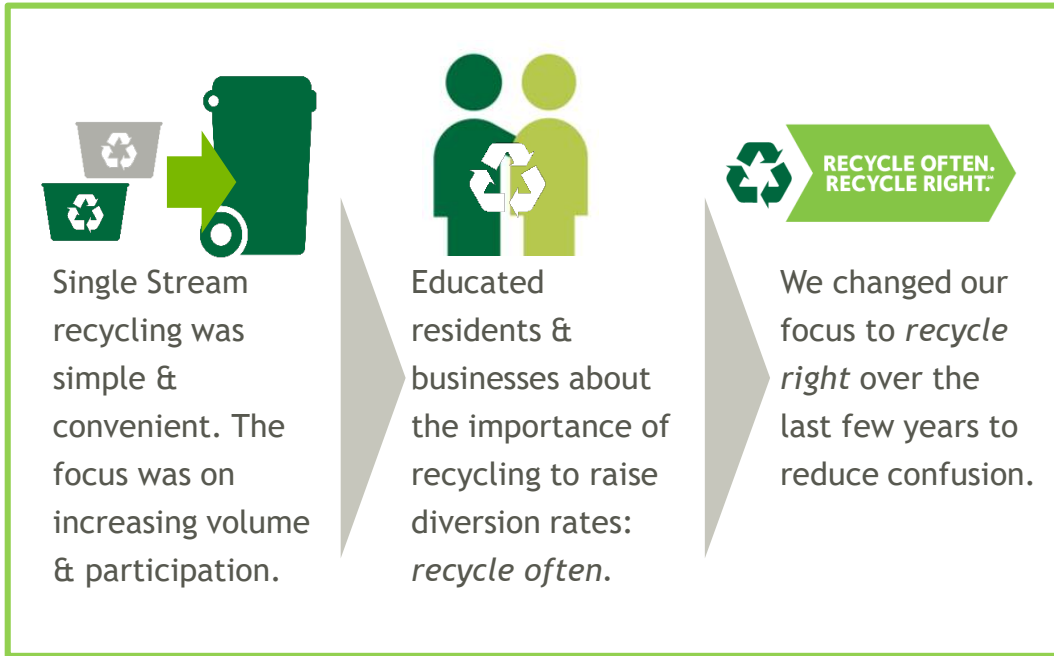 RECYCLE OFTEN.
RECYCLE RIGHT.™
Single Stream
recycling was
simple &
convenient. The
focus was on
increasing volume
& participation.
Educated
residents &
businesses about
the importance of
recycling to raise
diversion rates:
recycle often.
We changed our
focus to recycle
right over the
last few years to
reduce confusion.